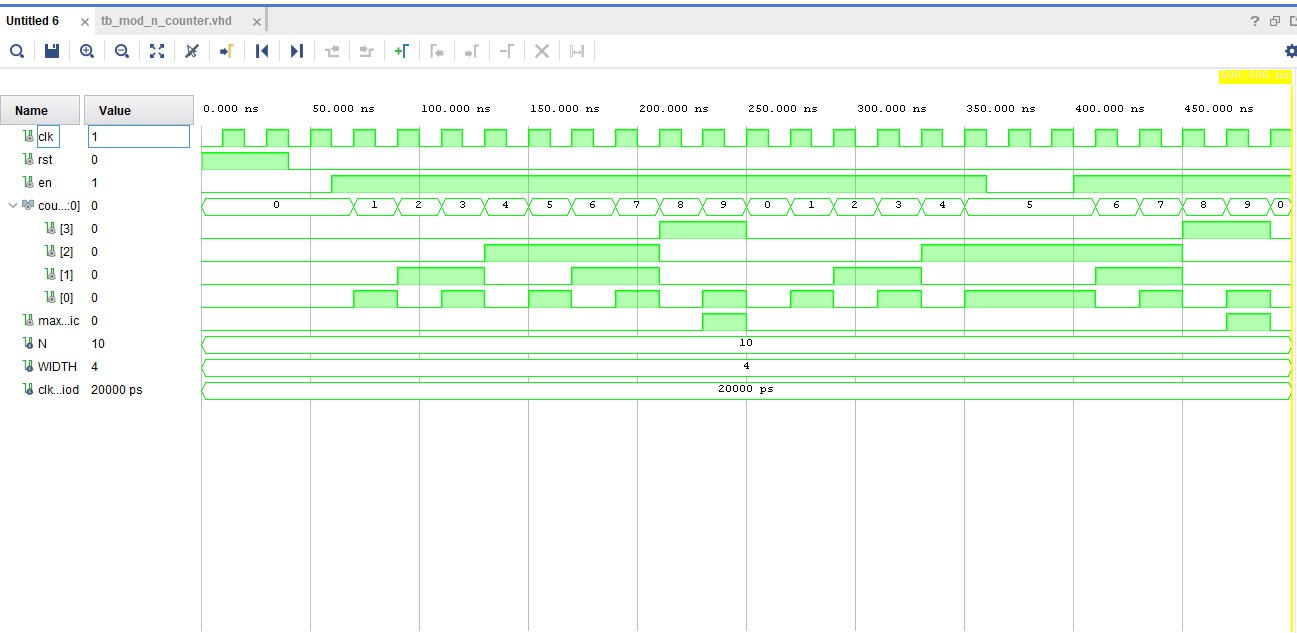 Untitled 6 × tb_mod_n_counter.vhd ×
?
500.000 ns
Name Value
0.000 ns 50.000 ns 100.000 ns 150.000 ns 200.000 ns 250.000 ns 300.000 ns 350.000 ns 400.000 ns 450.000 ns
clk 1
rst 0
en 1
cou...:0] 0 0 1 2 3 4 5 6 7 8 9 0 1 2 3 4 5 6 7 8 9 0
[3] 0
[2] 0
[1] 0
[0] 0
max...ic 0
N 10 10
WIDTH 4 4
clk...iod 20000 ps 20000 ps